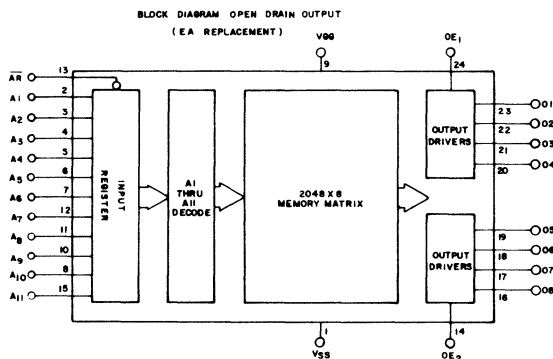 BLOCK DIAGRAM OPEN DRAIN OUTPUT
(EA REPLACEMENT)
VGG
9
OE1
24
AR
13
A1
2
A2
3
A3
4
A4
5
A5
6
A6
7
A7
12
A8
11
A9
10
A10
8
A11
15
INPUT
REGISTER
A1
THRU
A11
DECODE
2048 X 8
MEMORY MATRIX
OUTPUT
DRIVERS
23
O1
22
O2
21
O3
20
O4
OUTPUT
DRIVERS
19
O5
18
O6
17
O7
16
O8
1
VSS
14
OE2